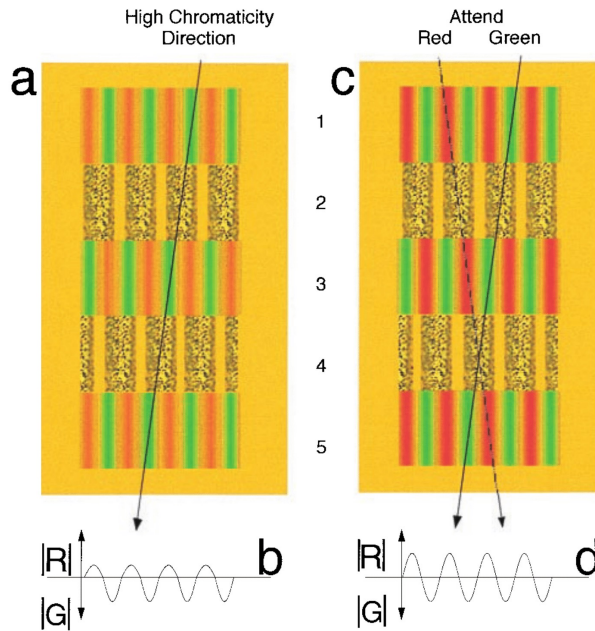 High Chromaticity
Direction
Attend
Red Green
a
c
1
2
3
4
5
|R|
|G|
b
|R|
|G|
d